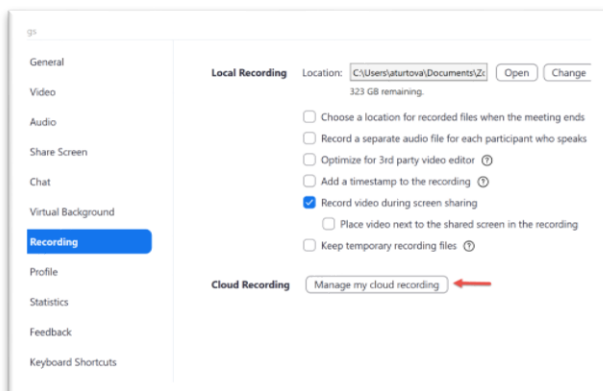 gs
General
Video
Audio
Share Screen
Chat
Virtual Background
Recording
Profile
Statistics
Feedback
Keyboard Shortcuts
Local Recording Location: C:\Users\aturtova\Documents\Zc Open Change
323 GB remaining.
Choose a location for recorded files when the meeting ends
Record a separate audio file for each participant who speaks
Optimize for 3rd party video editor ?
Add a timestamp to the recording ?
Record video during screen sharing
Place video next to the shared screen in the recording
Keep temporary recording files ?
Cloud Recording Manage my cloud recording